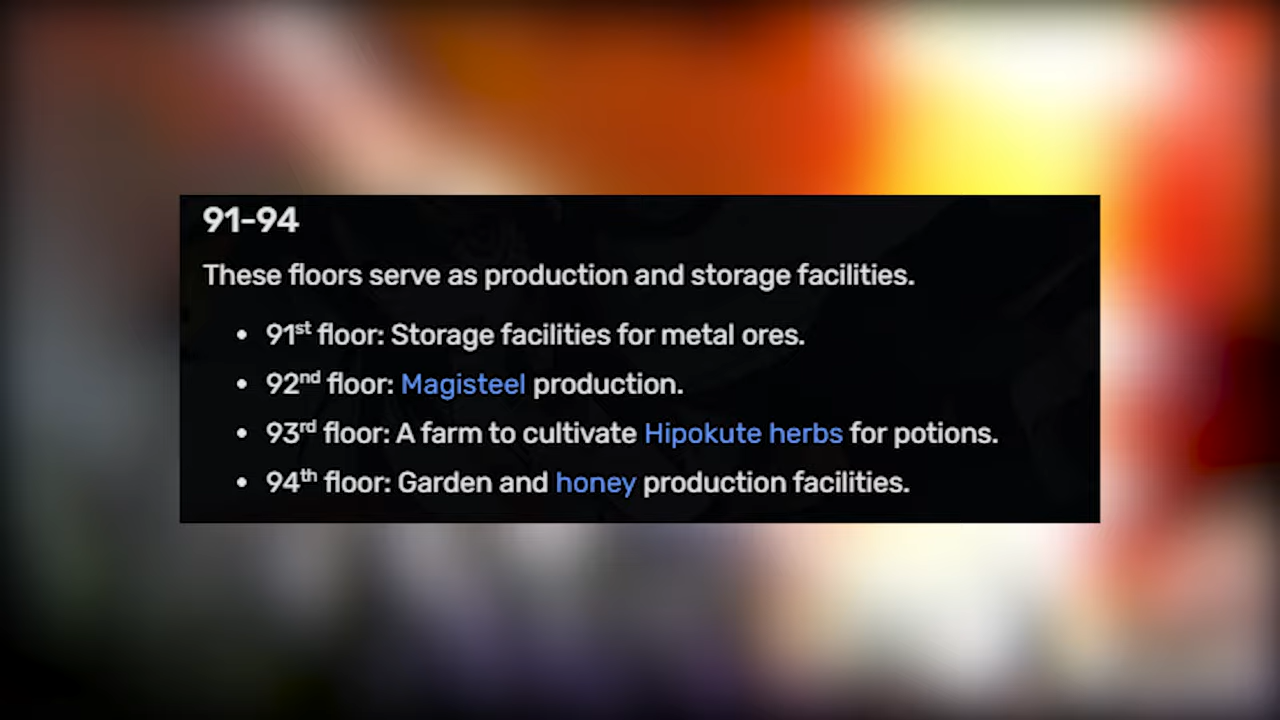 91-94
These floors serve as production and storage facilities.
• 91st floor: Storage facilities for metal ores.
• 92nd floor: Magisteel production.
• 93rd floor: A farm to cultivate Hipokute herbs for potions.
• 94th floor: Garden and honey production facilities.